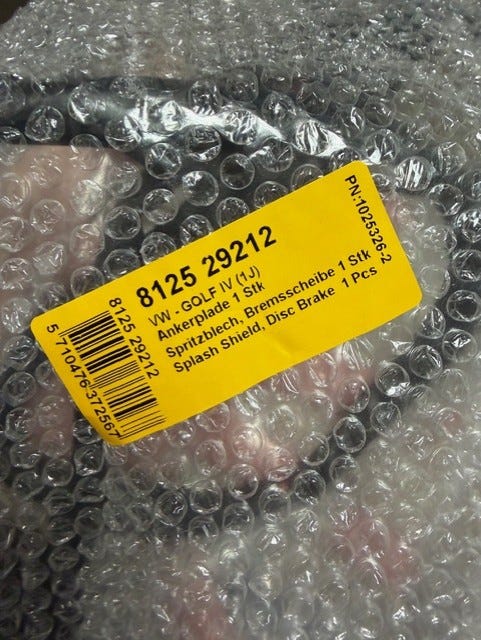 8125 29212
VW - GOLF IV (1J)
Ankerplade 1 Stk
Spritzblech, Bremsscheibe 1 Stk
Splash Shield, Disc Brake 1 Pcs
PN:1025326-2
8125 29212
5 710476 372567